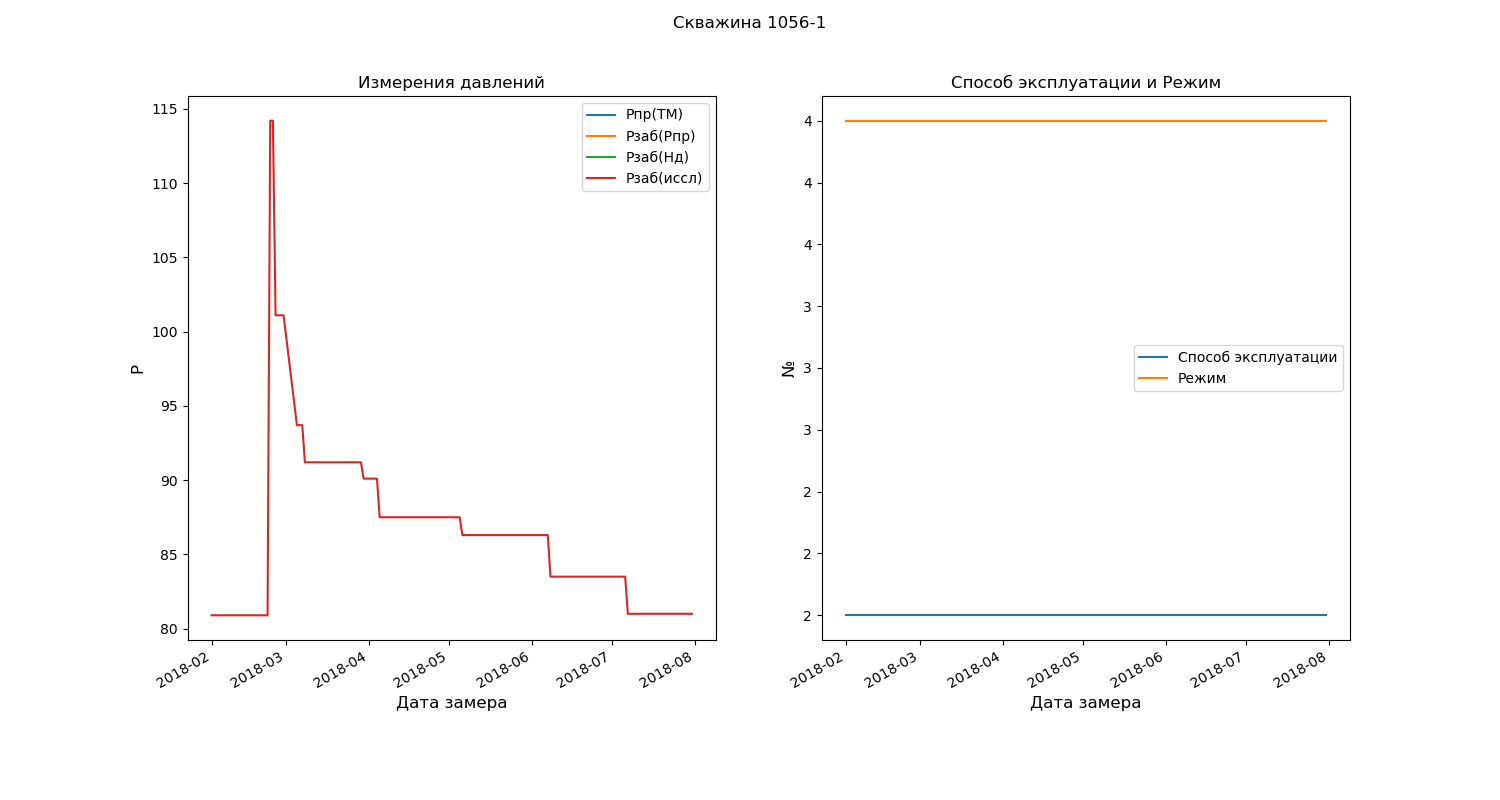 Скважина 1056-1
Измерения давлений
115
110
105
100
95
90
85
80
P
Рпр(ТМ)
Рзаб(Рпр)
Рзаб(Нд)
Рзаб(иссл)
2018-02
2018-03
2018-04
2018-05
2018-06
2018-07
2018-08
Дата замера
Способ эксплуатации и Режим
4
4
4
3
3
3
2
2
2
№
Способ эксплуатации
Режим
2018-02
2018-03
2018-04
2018-05
2018-06
2018-07
2018-08
Дата замера